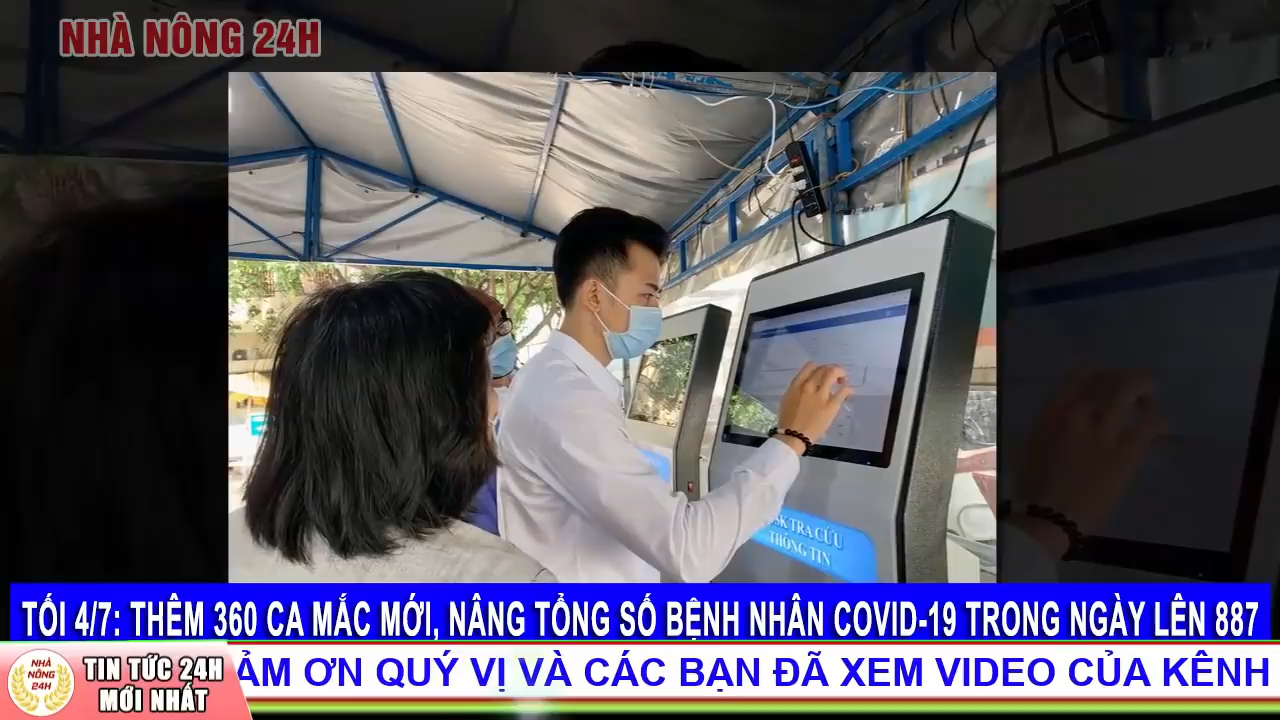 NHÀ NÔNG 24H
TRA CỨU
THÔNG TIN
TỐI 4/7: THÊM 360 CA MẮC MỚI, NÂNG TỔNG SỐ BỆNH NHÂN COVID-19 TRONG NGÀY LÊN 887
NHÀ
NÔNG
24H
TIN TỨC 24H
MỚI NHẤT
ẢM ƠN QUÝ VỊ VÀ CÁC BẠN ĐÃ XEM VIDEO CỦA KÊNH